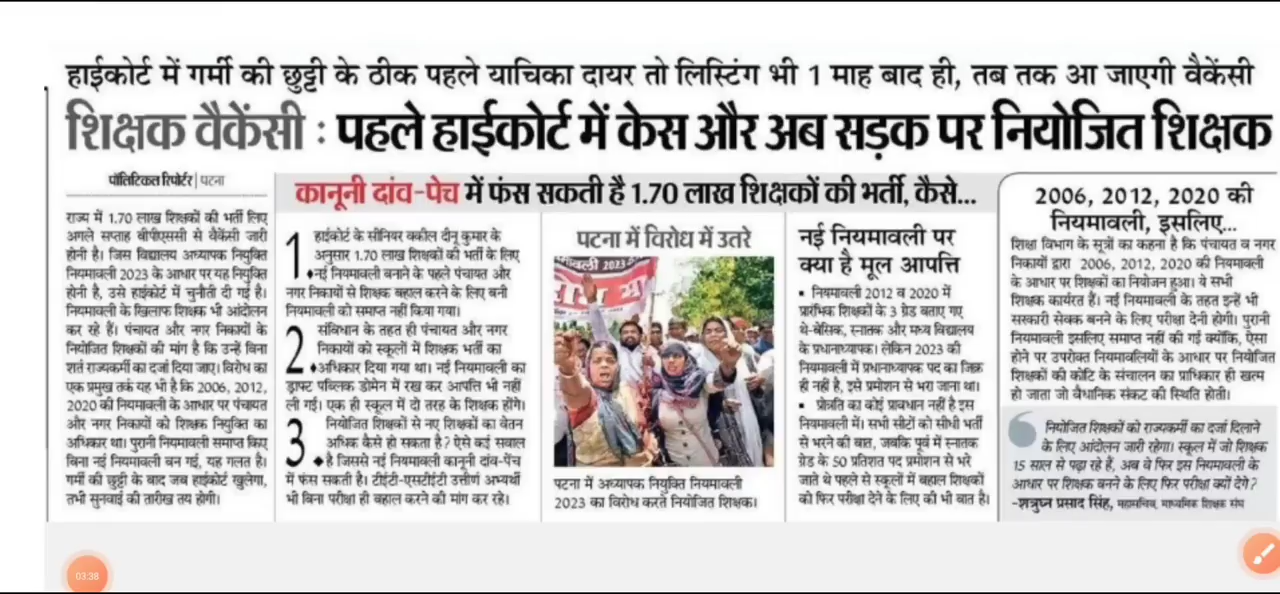 हाईकोर्ट में गर्मी की छुट्टी के ठीक पहले याचिका दायर तो लिस्टिंग भी 1 माह बाद ही, तब तक आ जाएगी वैकेंसी
शिक्षक वैकेंसी : पहले हाईकोर्ट में केस और अब सड़क पर नियोजित शिक्षक
पॉलिटिकल रिपोर्टर | पटना
राज्य में 1.70 लाख शिक्षकों की भर्ती लिए
अगले सप्ताह बीपीएससी से वैकेंसी जारी
होनी है। जिस विद्यालय अध्यापक नियुक्ति
नियमावली 2023 के आधार पर यह नियुक्ति
होनी है, उसे हाईकोर्ट में चुनौती दी गई है।
नियमावली के खिलाफ शिक्षक भी आंदोलन
कर रहे हैं। पंचायत और नगर निकायों के
नियोजित शिक्षकों की मांग है कि उन्हें बिना
शर्त राज्यकर्मी का दर्जा दिया जाए। विरोध का
एक प्रमुख तर्क यह भी है कि 2006, 2012,
2020 की नियमावली के आधार पर पंचायत
और नगर निकायों को शिक्षक नियुक्ति का
अधिकार था। पुरानी नियमावली समाप्त किए
बिना नई नियमावली बन गई, यह गलत है।
गर्मी की छुट्टी के बाद जब हाईकोर्ट खुलेगा,
तभी सुनवाई की तारीख तय होगी।
कानूनी दांव-पेच में फंस सकती है 1.70 लाख शिक्षकों की भर्ती, कैसे...
1 हाईकोर्ट के सीनियर वकील दीनू कुमार के
अनुसार 1.70 लाख शिक्षकों की भर्ती के लिए
नई नियमावली बनाने के पहले पंचायत और
नगर निकायों से शिक्षक बहाल करने के लिए बनी
नियमावली को समाप्त नहीं किया गया।
2 संविधान के तहत ही पंचायत और नगर
निकायों को स्कूलों में शिक्षक भर्ती का
अधिकार दिया गया था। नई नियमावली का
ड्राफ्ट पब्लिक डोमेन में रख कर आपत्ति भी नहीं
ली गई। एक ही स्कूल में दो तरह के शिक्षक होंगे।
3 नियोजित शिक्षकों से नए शिक्षकों का वेतन
अधिक कैसे हो सकता है? ऐसे कई सवाल
है जिससे नई नियमावली कानूनी दांव-पेंच
में फंस सकती है। टीईटी-एसटीईटी उत्तीर्ण अभ्यर्थी
भी बिना परीक्षा ही बहाल करने की मांग कर रहे।
पटना में विरोध में उतरे
वली 2023
पटना में अध्यापक नियुक्ति नियमावली
2023 का विरोध करते नियोजित शिक्षक।
नई नियमावली पर
क्या है मूल आपत्ति
▪ नियमावली 2012 व 2020 में
प्रारंभिक शिक्षकों के 3 ग्रेड बताए गए
थे-बेसिक, स्नातक और मध्य विद्यालय
के प्रधानाध्यापक। लेकिन 2023 की
नियमावली में प्रधानाध्यापक पद का जिक्र
ही नहीं है, इसे प्रमोशन से भरा जाना था।
▪ प्रोन्नति का कोई प्रावधान नहीं है इस
नियमावली में। सभी सीटों को सीधी भर्ती
से भरने की बात, जबकि पूर्व में स्नातक
ग्रेड के 50 प्रतिशत पद प्रमोशन से भरे
जाते थे पहले से स्कूलों में बहाल शिक्षकों
को फिर परीक्षा देने के लिए की भी बात है।
2006, 2012, 2020 की
नियमावली, इसलिए...
शिक्षा विभाग के सूत्रों का कहना है कि पंचायत व नगर
निकायों द्वारा 2006, 2012, 2020 की नियमावली
के आधार पर शिक्षकों का नियोजन हुआ। ये सभी
शिक्षक कार्यरत हैं। नई नियमावली के तहत इन्हें भी
सरकारी सेवक बनने के लिए परीक्षा देनी होगी। पुरानी
नियमावली इसलिए समाप्त नहीं की गई क्योंकि, ऐसा
होने पर उपरोक्त नियमावलियों के आधार पर नियोजित
शिक्षकों की कोटि के संचालन का प्राधिकार ही खत्म
हो जाता जो वैधानिक संकट की स्थिति होती।
नियोजित शिक्षकों को राज्यकर्मी का दर्जा दिलाने
के लिए आंदोलन जारी रहेगा। स्कूल में जो शिक्षक
15 साल से पढ़ा रहे हैं, अब वे फिर इस नियमावली के
आधार पर शिक्षक बनने के लिए फिर परीक्षा क्यों देंगे?
-शत्रुघ्न प्रसाद सिंह, महासचिव, माध्यमिक शिक्षक संघ
03:38